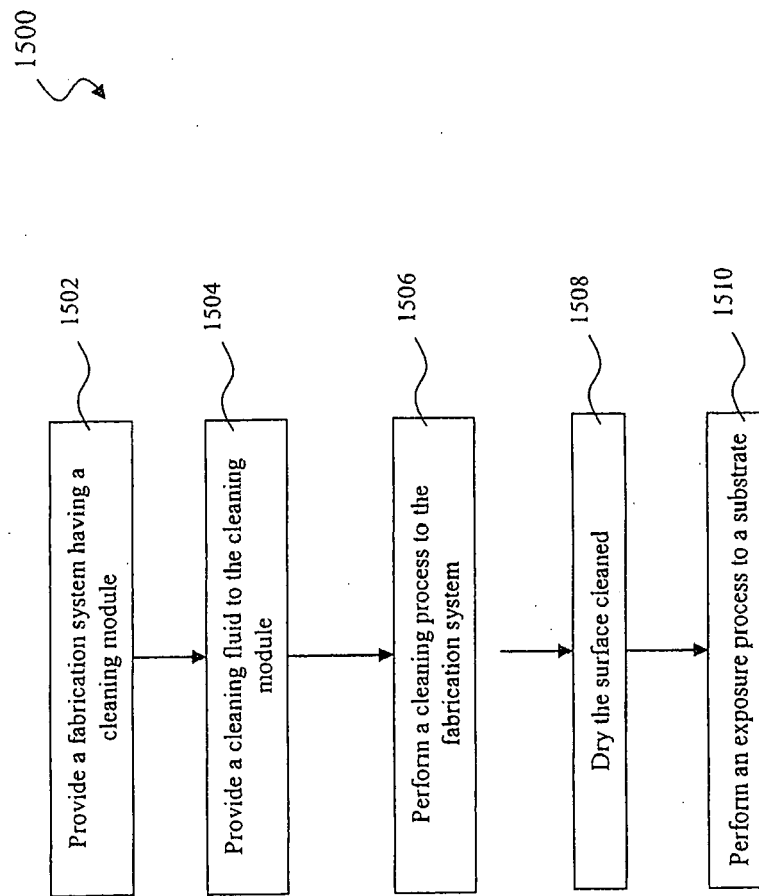 1500
Provide a fabrication system having a
cleaning module
1502
Provide a cleaning fluid to the cleaning
module
1504
Perform a cleaning process to the
fabrication system
1506
Dry the surface cleaned
1508
Perform an exposure process to a substrate
1510